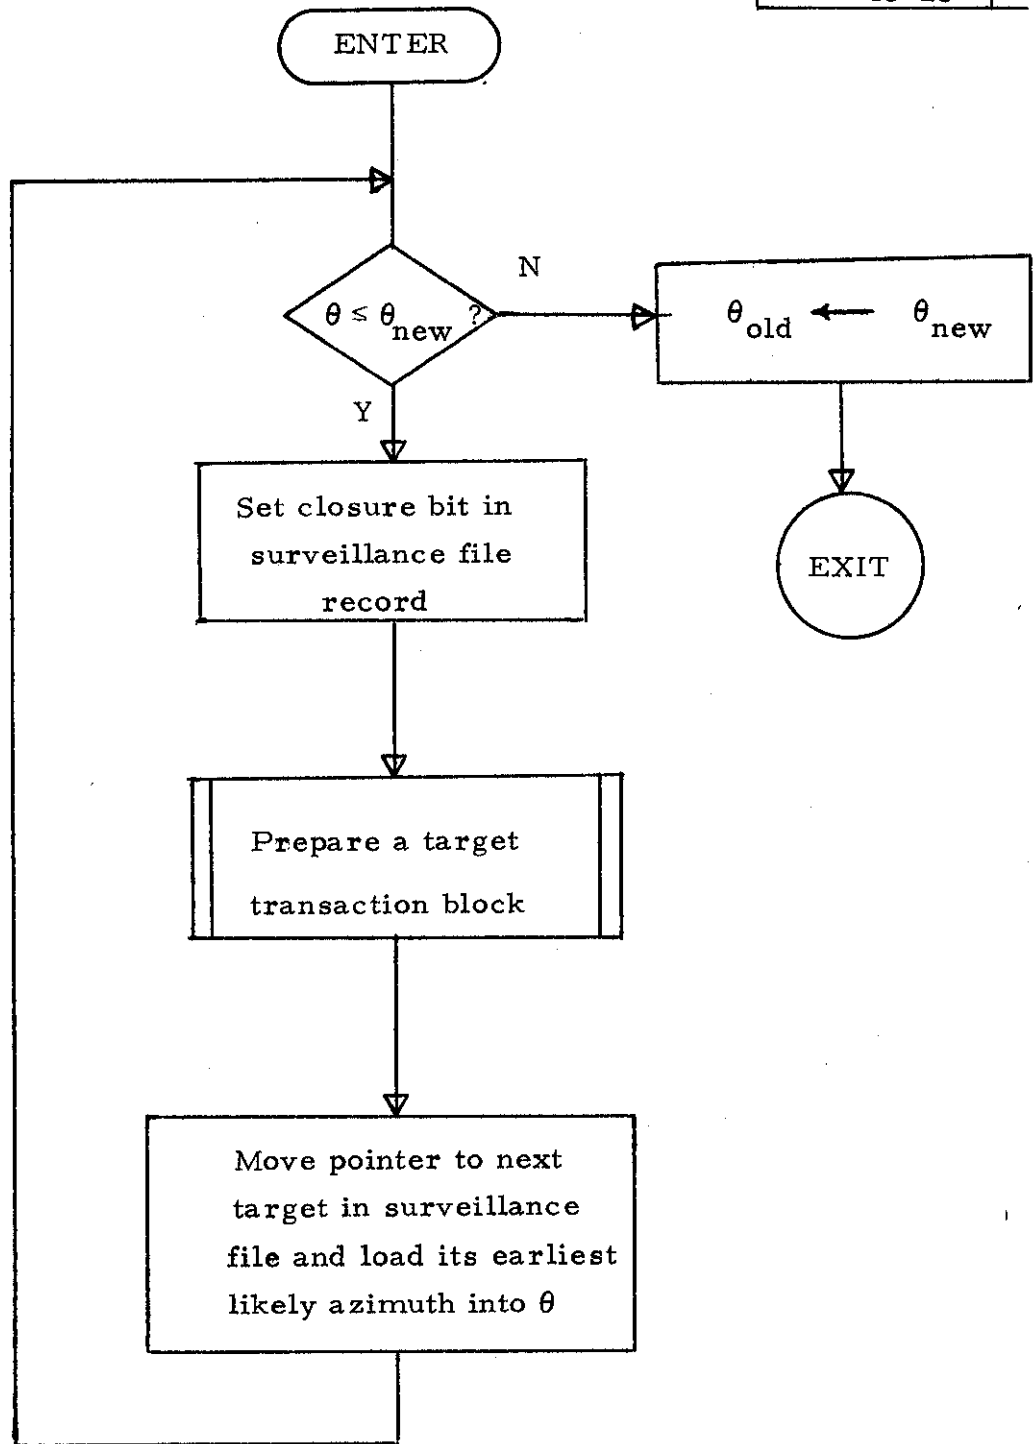 ENTER
N
θ ≤ θnew ?
θold ← θnew
Y
Set closure bit in
surveillance file
record
EXIT
Prepare a target
transaction block
Move pointer to next
target in surveillance
file and load its earliest
likely azimuth into θ